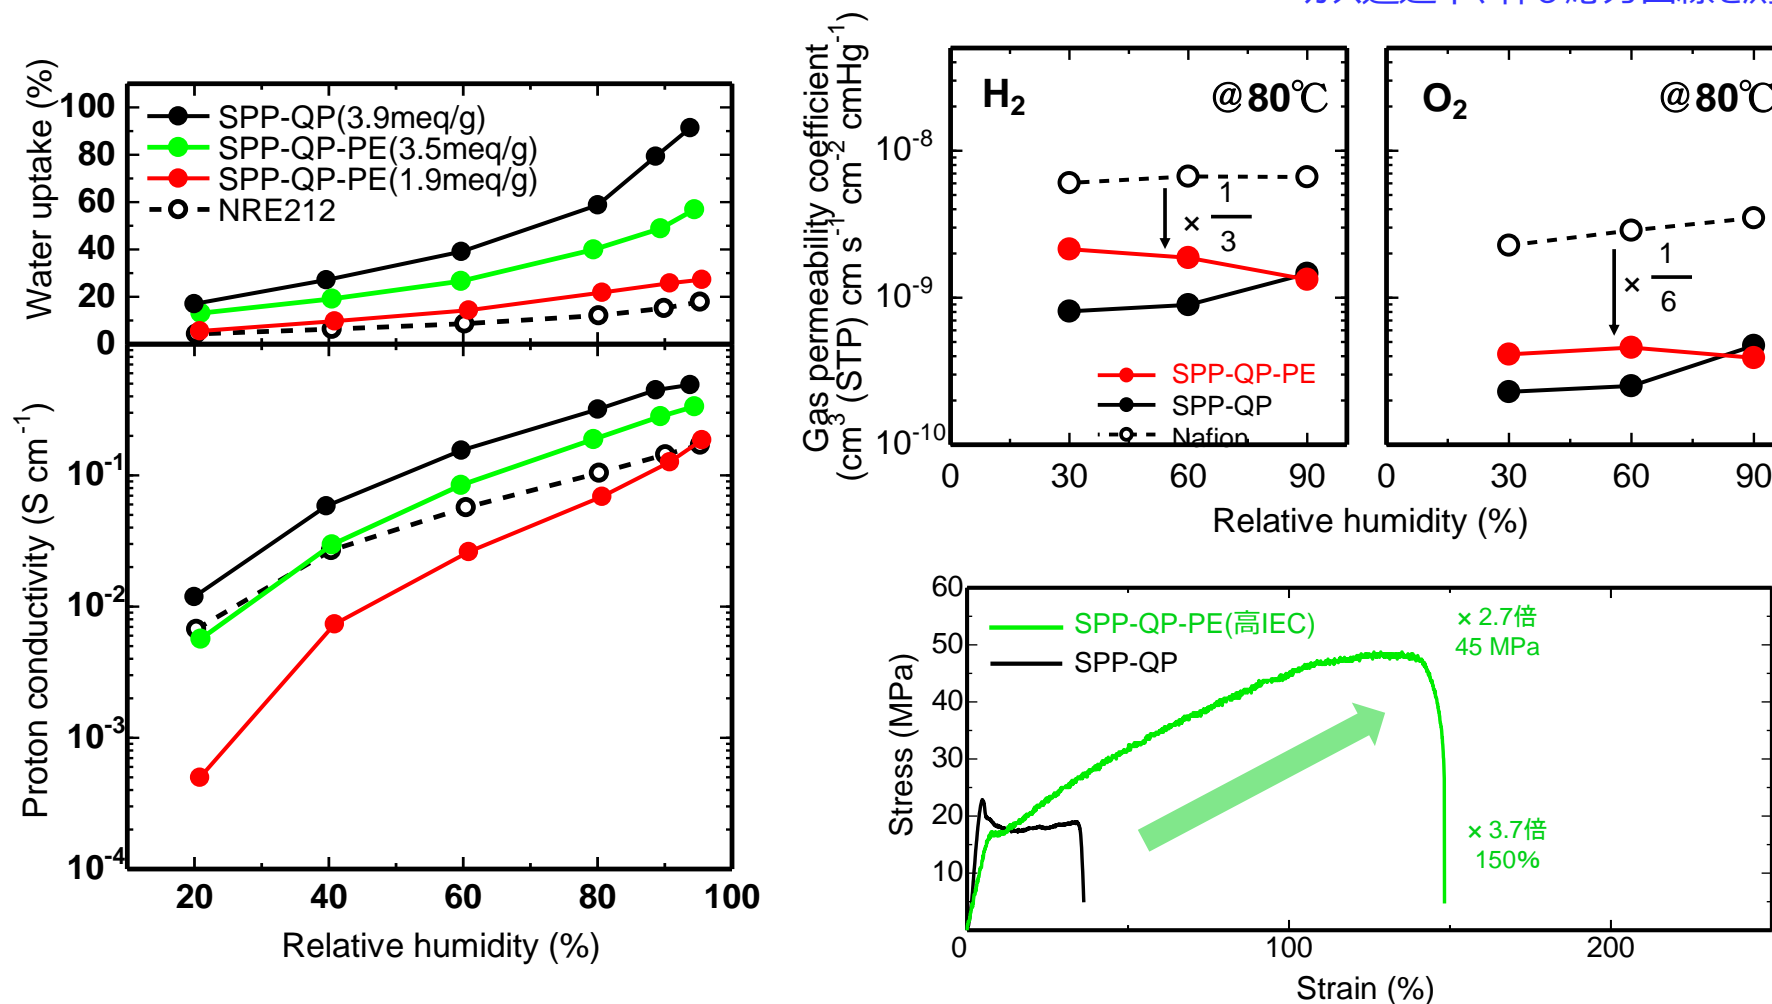 Water uptake (%)
100
80
60
40
20
0
SPP-QP(3.9meq/g)
SPP-QP-PE(3.5meq/g)
SPP-QP-PE(1.9meq/g)
NRE212
Proton conductivity (S cm⁻¹)
10⁻¹
10⁻²
10⁻³
10⁻⁴
20 40 60 80 100
Relative humidity (%)
Gas permeability coefficient
(cm³ (STP) cm s⁻¹ cm⁻² cmHg⁻¹)
10⁻⁸
10⁻⁹
10⁻¹⁰
H₂ @80℃
× 1/3
SPP-QP-PE
SPP-QP
Nafion
0 30 60 90
O₂ @80℃
× 1/6
0 30 60 90
Relative humidity (%)
Stress (MPa)
60
50
40
30
20
10
0
SPP-QP-PE(高IEC)
SPP-QP
× 2.7倍
45 MPa
× 3.7倍
150%
100 200
Strain (%)